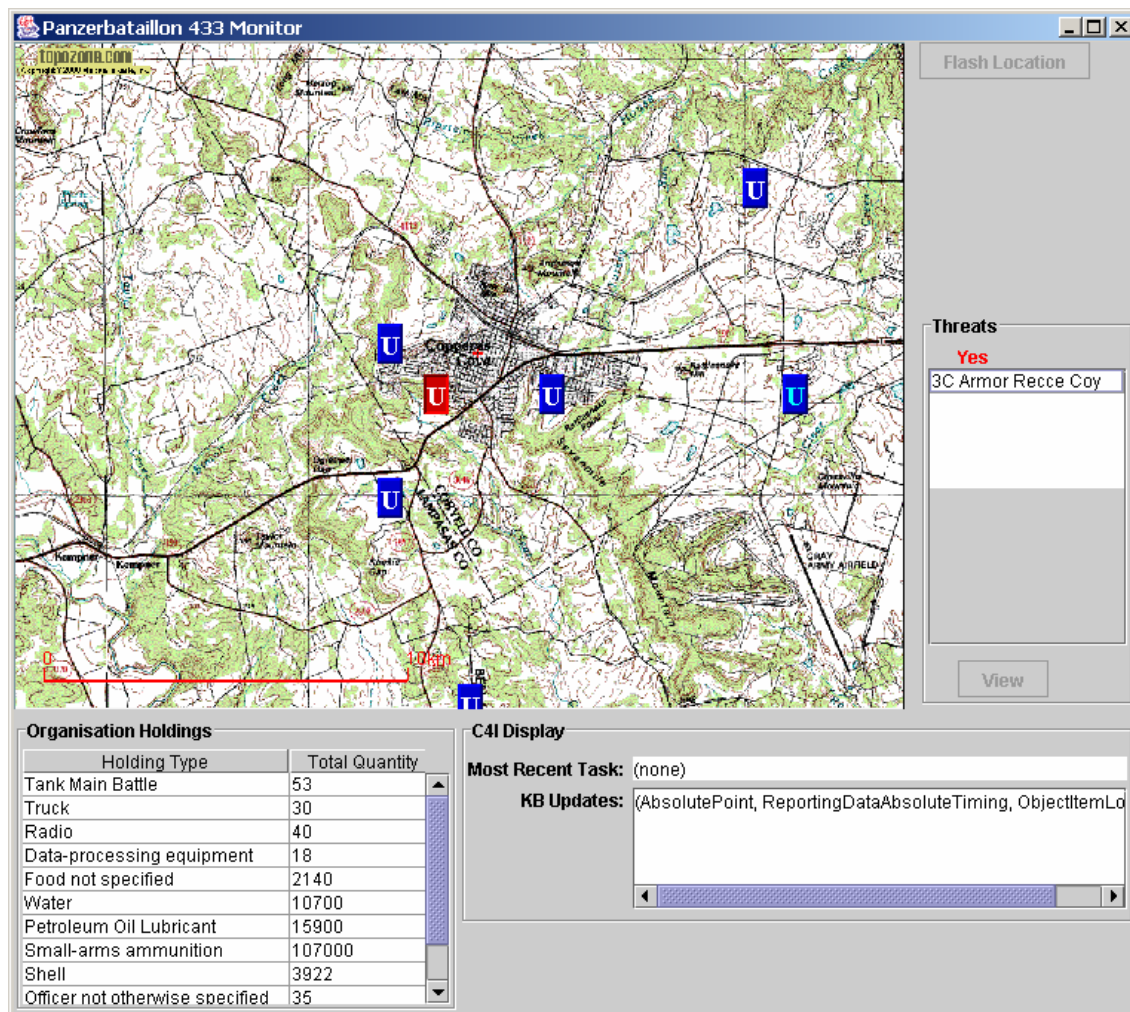 Panzerbataillon 433 Monitor
topozone.com
Flash Location
U
U
Copperas
U
U
U
U
U
Threats
Yes
3C Armor Recce Coy
CORYELL CO
LAMPASAS CO
Kempner
Kempner
GRAY
ARMY AIRFIELD
0
10km
View
Organisation Holdings
Holding Type Total Quantity
Tank Main Battle 53
Truck 30
Radio 40
Data-processing equipment 18
Food not specified 2140
Water 10700
Petroleum Oil Lubricant 15900
Small-arms ammunition 107000
Shell 3922
Officer not otherwise specified 35
C4I Display
Most Recent Task: (none)
KB Updates: (AbsolutePoint, ReportingDataAbsoluteTiming, ObjectItemLo